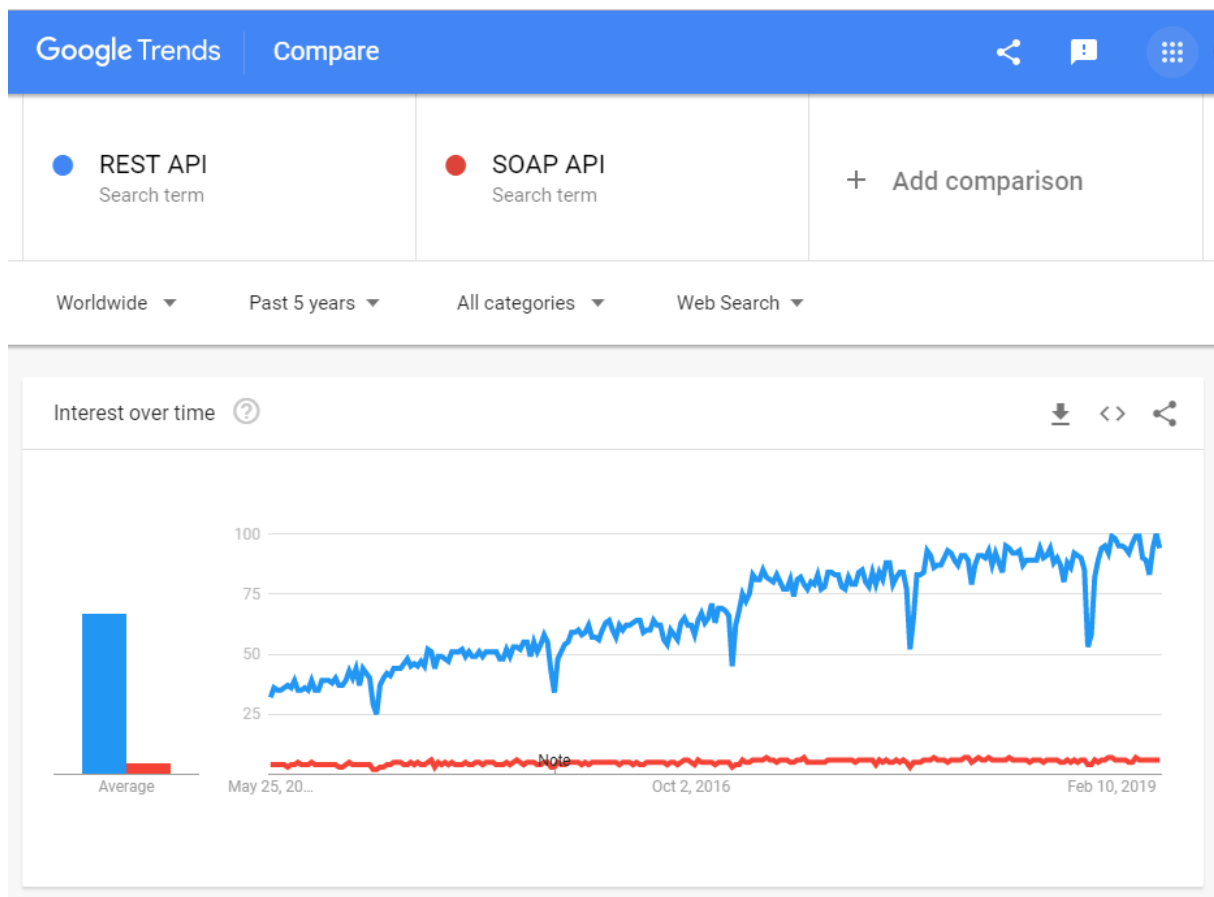 Google Trends Compare
REST API
Search term
SOAP API
Search term
+ Add comparison
Worldwide Past 5 years All categories Web Search
Interest over time ?
100
75
50
25
Note
Average
May 25, 20... Oct 2, 2016 Feb 10, 2019